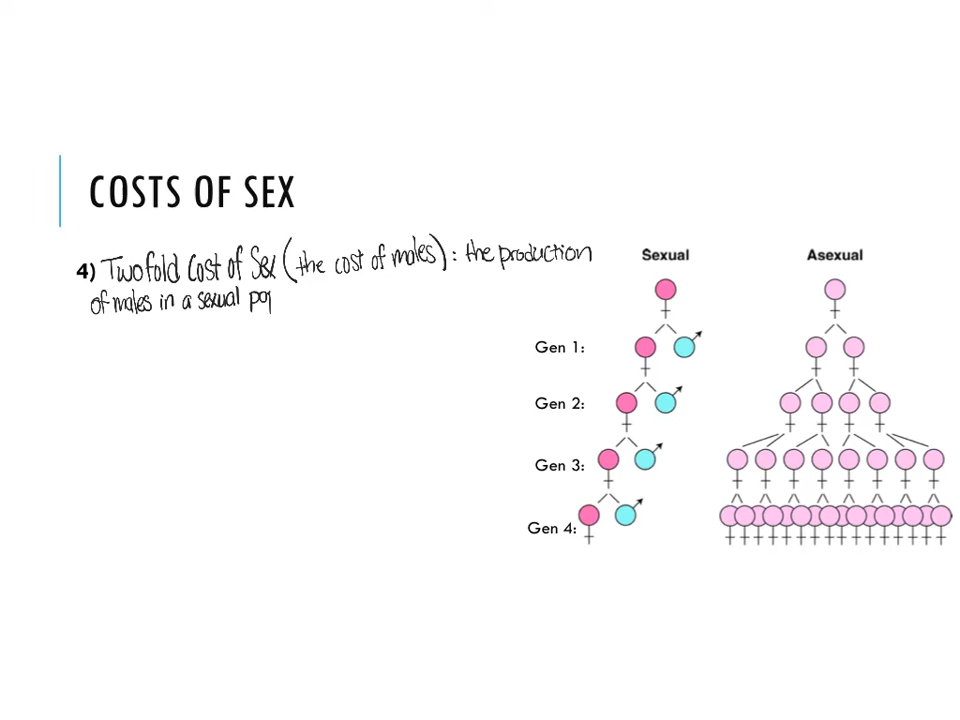 COSTS OF SEX
4) Twofold Cost of Sex (the cost of males): the production
of males in a sexual pop
Sexual
Asexual
Gen 1:
Gen 2:
Gen 3:
Gen 4: